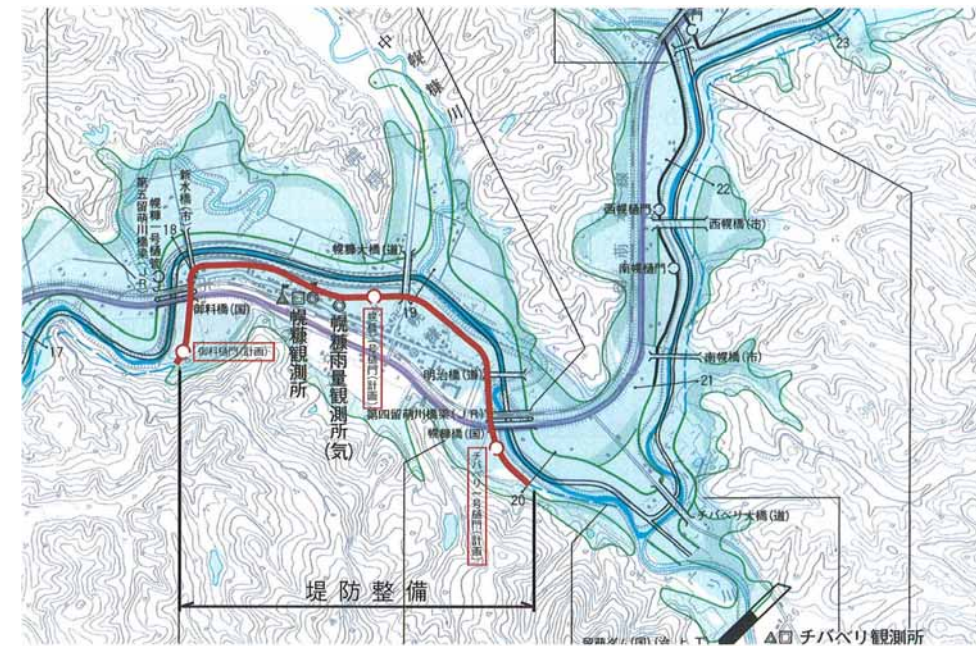 中幌糠川
23
22
西幌樋門
西幌橋(市)
南幌樋門
幌糠大橋(道)
新水橋(市)
幌糠一号樋管
18
第五留萌川橋梁(JR)
御料橋(国)
17
御料樋門(計画)
幌糠観測所
幌糠雨量観測所(気)
19
明治橋(道)
南幌橋(市)
21
第四留萌川橋梁(JR)
幌糠橋(国)
チバベリ一号樋門(計画)
20
チバベリ大橋(道)
堤防整備
チバベリ観測所